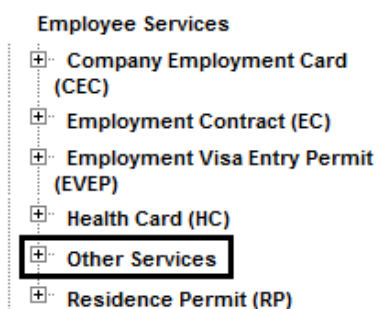 Employee Services
Company Employment Card
(CEC)
Employment Contract (EC)
Employment Visa Entry Permit
(EVEP)
Health Card (HC)
Other Services
Residence Permit (RP)